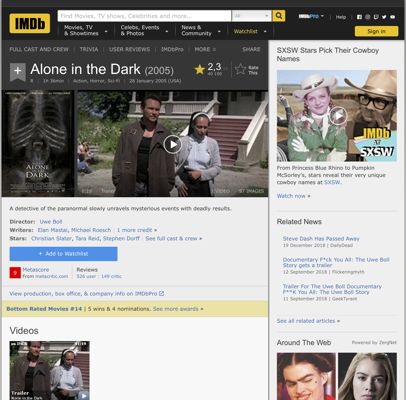 IMDb
Find Movies, TV shows, Celebrities and more...
All
Movies, TV & Showtimes
Celebs, Events & Photos
News & Community
Watchlist
IMDbPro
Help
Sign in
FULL CAST AND CREW | TRIVIA | USER REVIEWS | IMDbPro | MORE
SHARE
Alone in the Dark (2005)
1h 36min | Action, Horror, Sci-Fi | 28 January 2005 (USA)
2,3
Rate This
ALONE IN THE DARK
1 VIDEO
97 IMAGES
A detective of the paranormal slowly unravels mysterious events with deadly results.
Director: Uwe Boll
Writers: Elan Mastai, Michael Roesch | 1 more credit »
Stars: Christian Slater, Tara Reid, Stephen Dorff | See full cast & crew »
+ Add to Watchlist
9 Metascore
From metacritic.com
Reviews
526 user | 149 critic
View production, box office, & company info on IMDbPro
Bottom Rated Movies #14 | 5 wins & 4 nominations. See more awards »
Videos
Trailer
Alone in the Dark
SXSW Stars Pick Their Cowboy Names
IMDb AT SXSW
From Princess Blue Rhino to Pumpkin McSorley's, stars reveal their very unique cowboy names at SXSW.
Watch now »
Related News
Steve Dash Has Passed Away
19 December 2018 | DailyDead
Documentary F*ck You All: The Uwe Boll Story gets a trailer
12 September 2018 | Flickeringmyth
Trailer For The Uwe Boll Documentary F**K You All: The Uwe Boll Story
11 September 2018 | GeekTyrant
See all related articles »
Around The Web
Powered by ZergNet